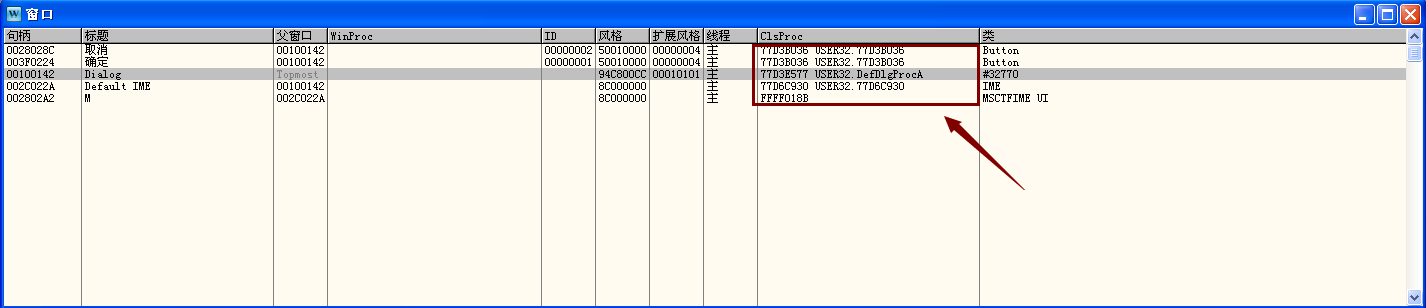 W 窗口
句柄 标题 父窗口 WinProc ID 风格 扩展风格 线程 ClsProc 类
0028028C 取消 00100142 00000002 50010000 00000004 主 77D3B036 USER32.77D3B036 Button
003F0224 确定 00100142 00000001 50010000 00000004 主 77D3B036 USER32.77D3B036 Button
00100142 Dialog Topmost 94C800CC 00010101 主 77D3E577 USER32.DefDlgProcA #32770
002C022A Default IME 00100142 8C000000 主 77D6C930 USER32.77D6C930 IME
002802A2 M 002C022A 8C000000 主 FFFF018B MSCTFIME UI